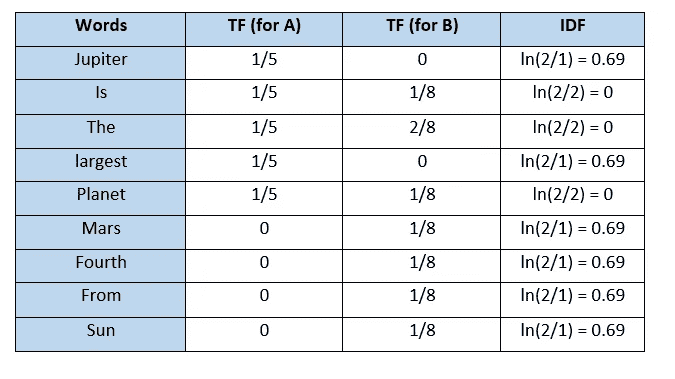 Words TF (for A) TF (for B) IDF
Jupiter 1/5 0 ln(2/1) = 0.69
Is 1/5 1/8 ln(2/2) = 0
The 1/5 2/8 ln(2/2) = 0
largest 1/5 0 ln(2/1) = 0.69
Planet 1/5 1/8 ln(2/2) = 0
Mars 0 1/8 ln(2/1) = 0.69
Fourth 0 1/8 ln(2/1) = 0.69
From 0 1/8 ln(2/1) = 0.69
Sun 0 1/8 ln(2/1) = 0.69